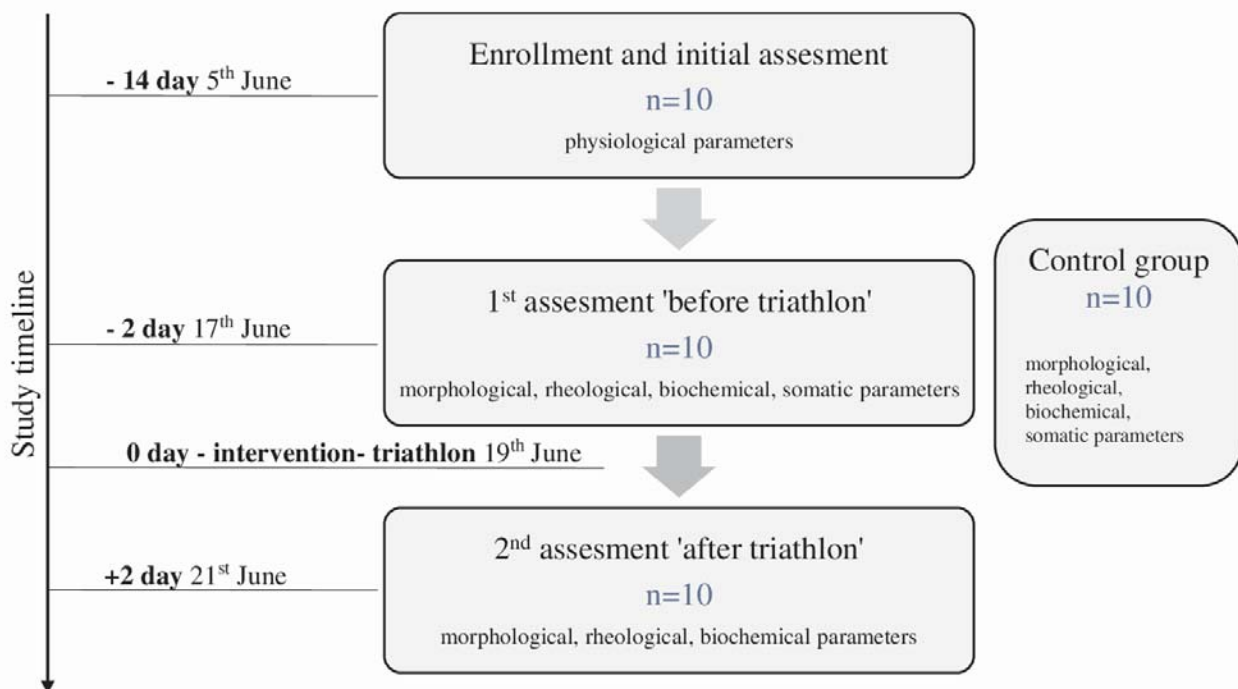 Study timeline
- 14 day 5th June
Enrollment and initial assesment
n=10
physiological parameters
- 2 day 17th June
1st assesment 'before triathlon'
n=10
morphological, rheological, biochemical, somatic parameters
Control group
n=10
morphological,
rheological,
biochemical,
somatic parameters
0 day - intervention- triathlon 19th June
+2 day 21st June
2nd assesment 'after triathlon'
n=10
morphological, rheological, biochemical parameters